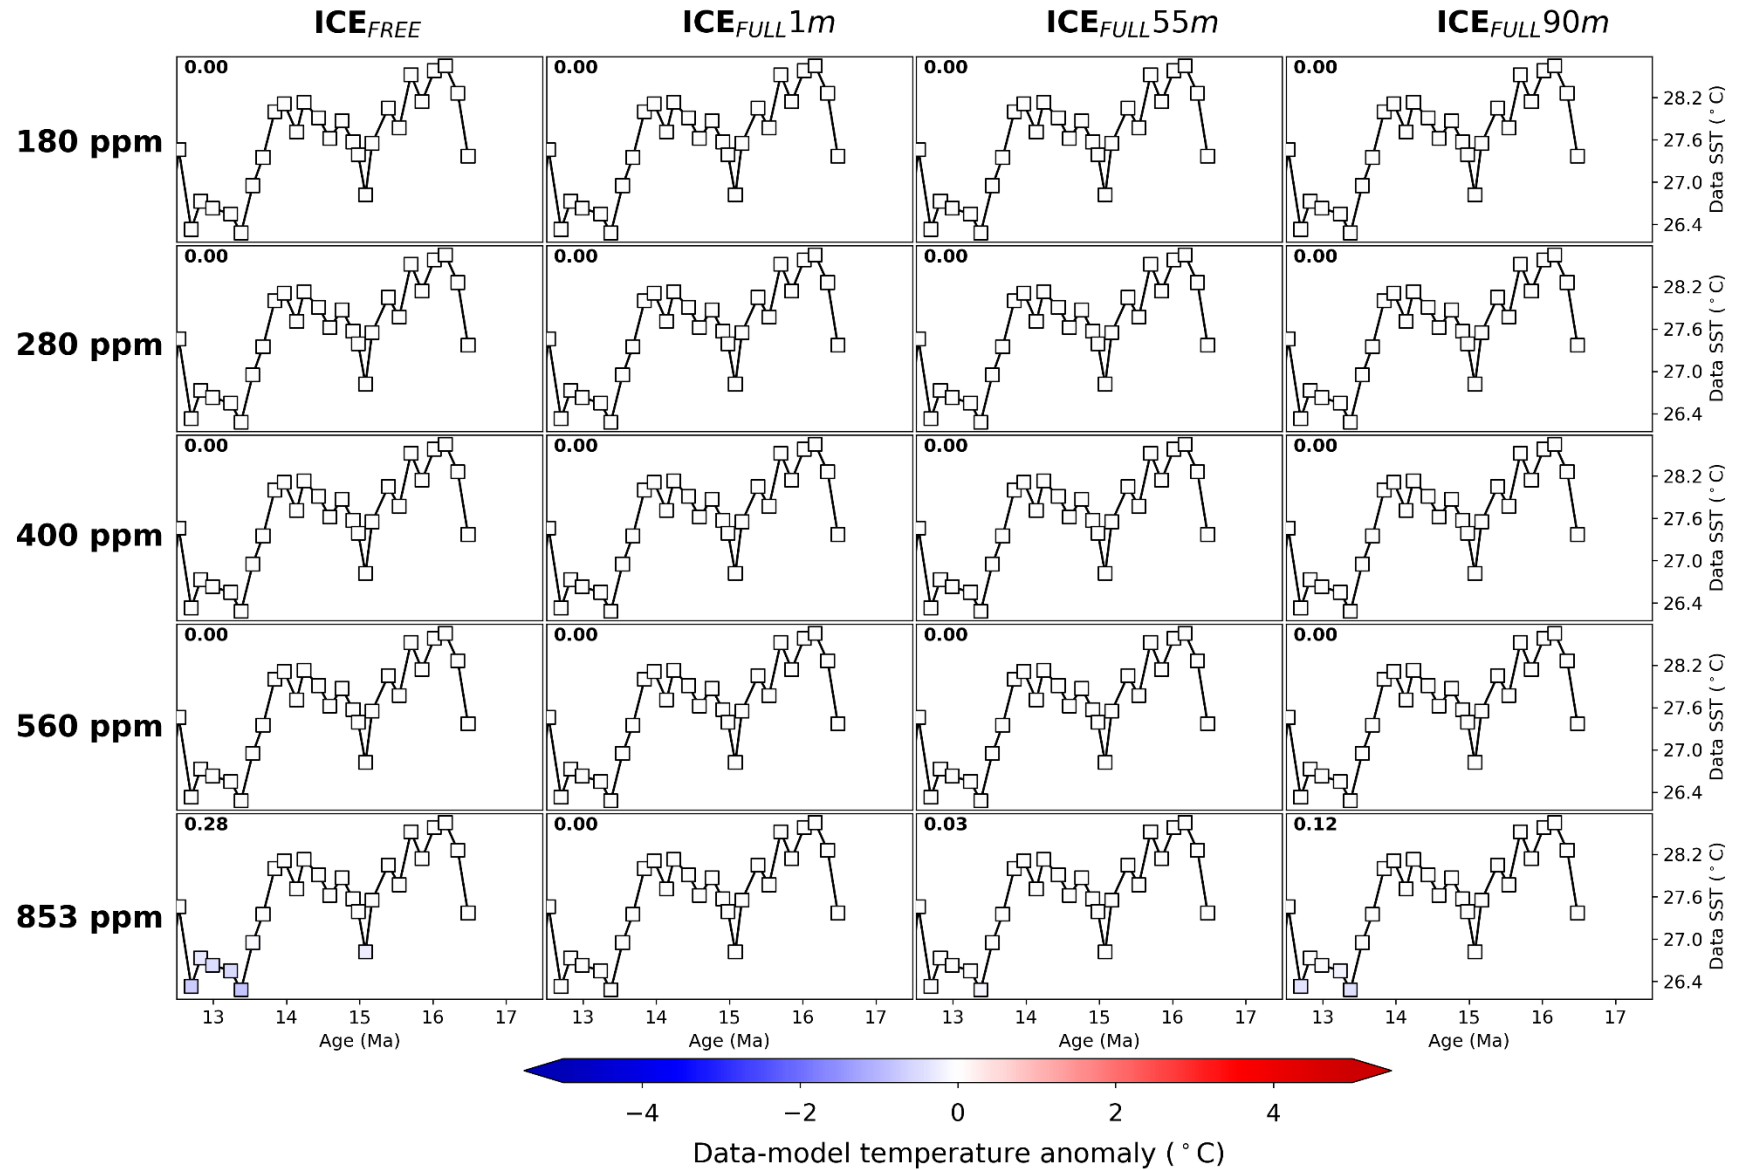 ICEFREE ICEFULL1m ICEFULL55m ICEFULL90m
180 ppm
0.00 0.00 0.00 0.00
28.2
27.6
27.0
26.4
Data SST (°C)
280 ppm
0.00 0.00 0.00 0.00
28.2
27.6
27.0
26.4
Data SST (°C)
400 ppm
0.00 0.00 0.00 0.00
28.2
27.6
27.0
26.4
Data SST (°C)
560 ppm
0.00 0.00 0.00 0.00
28.2
27.6
27.0
26.4
Data SST (°C)
853 ppm
0.28 0.00 0.03 0.12
28.2
27.6
27.0
26.4
Data SST (°C)
13 14 15 16 17 13 14 15 16 17 13 14 15 16 17 13 14 15 16 17
Age (Ma) Age (Ma) Age (Ma) Age (Ma)
−4 −2 0 2 4
Data-model temperature anomaly (°C)